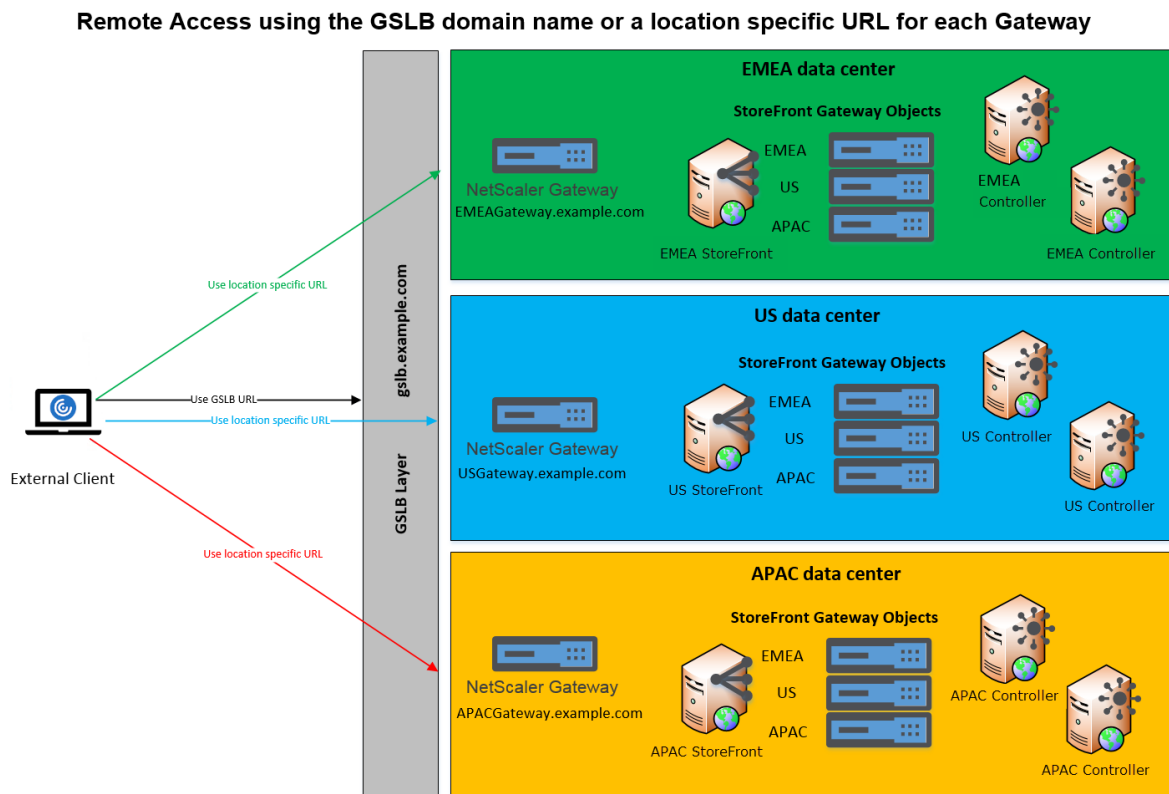 Remote Access using the GSLB domain name or a location specific URL for each Gateway
External Client
Use location specific URL
Use GSLB URL
Use location specific URL
Use location specific URL
gslb.example.com
GSLB Layer
EMEA data center
StoreFront Gateway Objects
NetScaler Gateway
EMEAGateway.example.com
EMEA StoreFront
EMEA
US
APAC
EMEA
Controller
EMEA Controller
US data center
StoreFront Gateway Objects
NetScaler Gateway
USGateway.example.com
US StoreFront
EMEA
US
APAC
US Controller
US Controller
APAC data center
StoreFront Gateway Objects
NetScaler Gateway
APACGateway.example.com
APAC StoreFront
EMEA
US
APAC
APAC Controller
APAC Controller